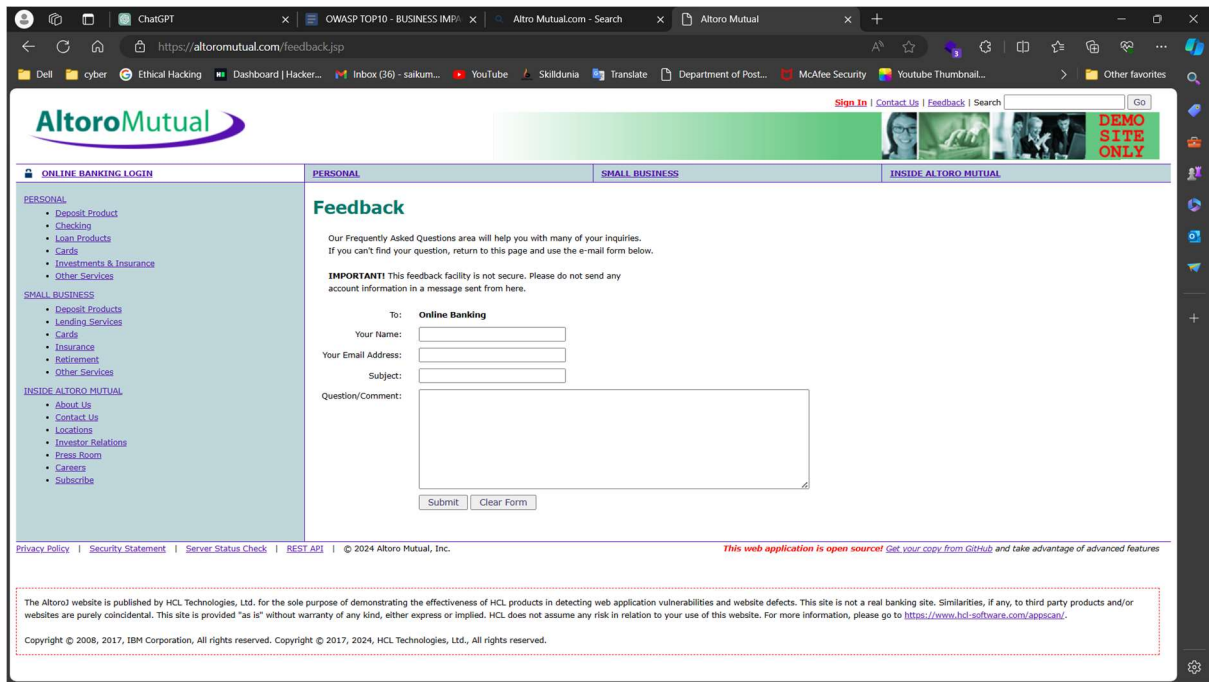 ChatGPT
OWASP TOP10 - BUSINESS IMPA
Altro Mutual.com - Search
Altoro Mutual
https://altoromutual.com/feedback.jsp
Dell
cyber
Ethical Hacking
Dashboard | Hacker...
Inbox (36) - saikum...
YouTube
Skilldunia
Translate
Department of Post...
McAfee Security
Youtube Thumbnail...
Other favorites
Sign In | Contact Us | Feedback | Search
Go
AltoroMutual
DEMO
SITE
ONLY
ONLINE BANKING LOGIN
PERSONAL
SMALL BUSINESS
INSIDE ALTORO MUTUAL
PERSONAL
Deposit Product
Checking
Loan Products
Cards
Investments & Insurance
Other Services
SMALL BUSINESS
Deposit Products
Lending Services
Cards
Insurance
Retirement
Other Services
INSIDE ALTORO MUTUAL
About Us
Contact Us
Locations
Investor Relations
Press Room
Careers
Subscribe
Feedback
Our Frequently Asked Questions area will help you with many of your inquiries.
If you can't find your question, return to this page and use the e-mail form below.
IMPORTANT! This feedback facility is not secure. Please do not send any
account information in a message sent from here.
To: Online Banking
Your Name:
Your Email Address:
Subject:
Question/Comment:
Submit
Clear Form
Privacy Policy | Security Statement | Server Status Check | REST API | © 2024 Altoro Mutual, Inc.
This web application is open source! Get your copy from GitHub and take advantage of advanced features
The AltoroJ website is published by HCL Technologies, Ltd. for the sole purpose of demonstrating the effectiveness of HCL products in detecting web application vulnerabilities and website defects. This site is not a real banking site. Similarities, if any, to third party products and/or
websites are purely coincidental. This site is provided "as is" without warranty of any kind, either express or implied. HCL does not assume any risk in relation to your use of this website. For more information, please go to https://www.hcl-software.com/appscan/.
Copyright © 2008, 2017, IBM Corporation, All rights reserved. Copyright © 2017, 2024, HCL Technologies, Ltd., All rights reserved.